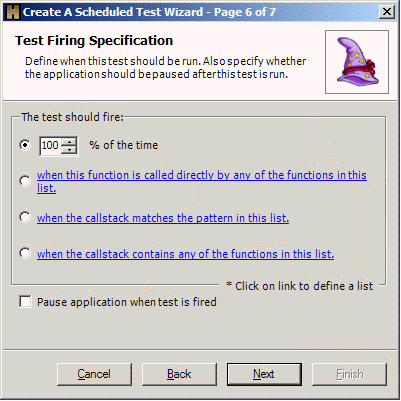 Create A Scheduled Test Wizard - Page 6 of 7
Test Firing Specification
Define when this test should be run. Also specify whether
the application should be paused after this test is run.
The test should fire:
100 % of the time
when this function is called directly by any of the functions in this
list.
when the callstack matches the pattern in this list.
when the callstack contains any of the functions in this list.
* Click on link to define a list
Pause application when test is fired
Cancel Back Next Finish